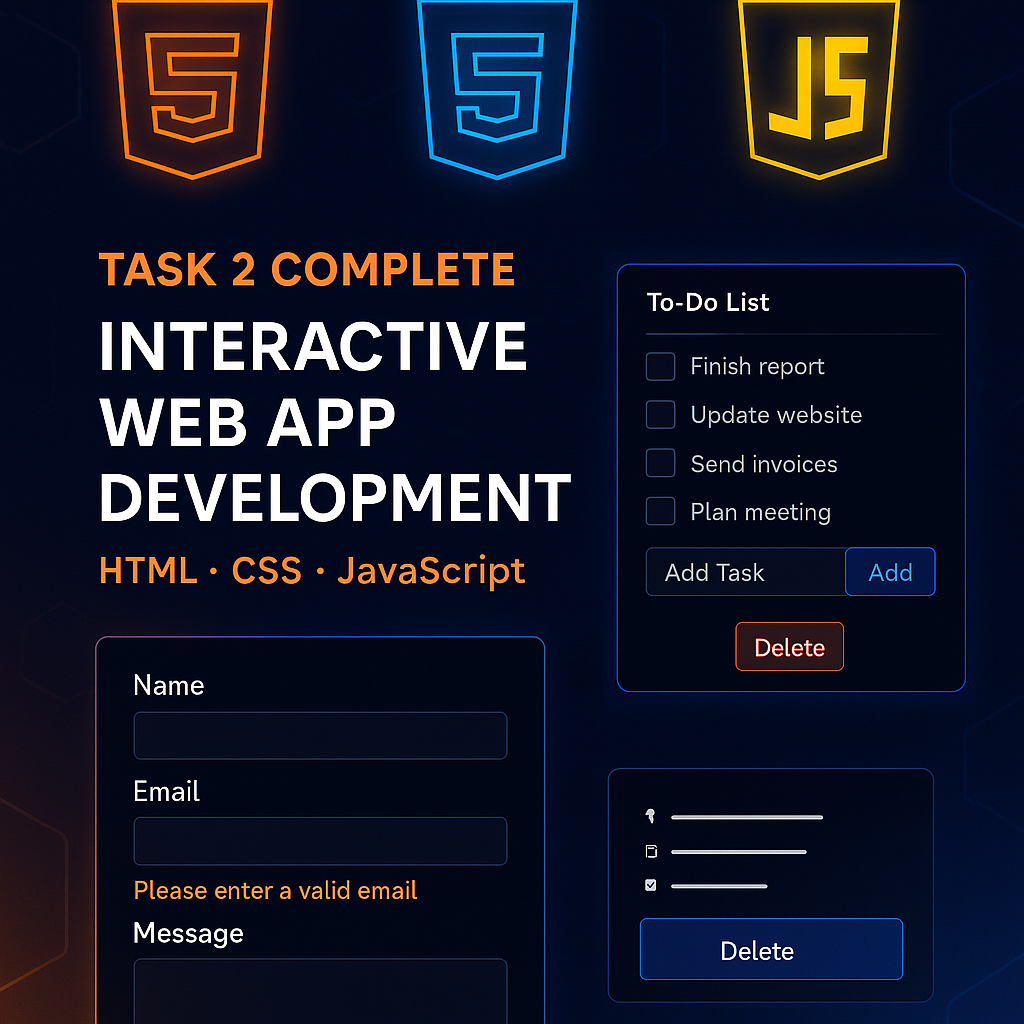 5
5
JS
TASK 2 COMPLETE
INTERACTIVE
WEB APP
DEVELOPMENT
HTML · CSS · JavaScript
To-Do List
Finish report
Update website
Send invoices
Plan meeting
Add Task
Add
Delete
Name
Email
Please enter a valid email
Message
Delete